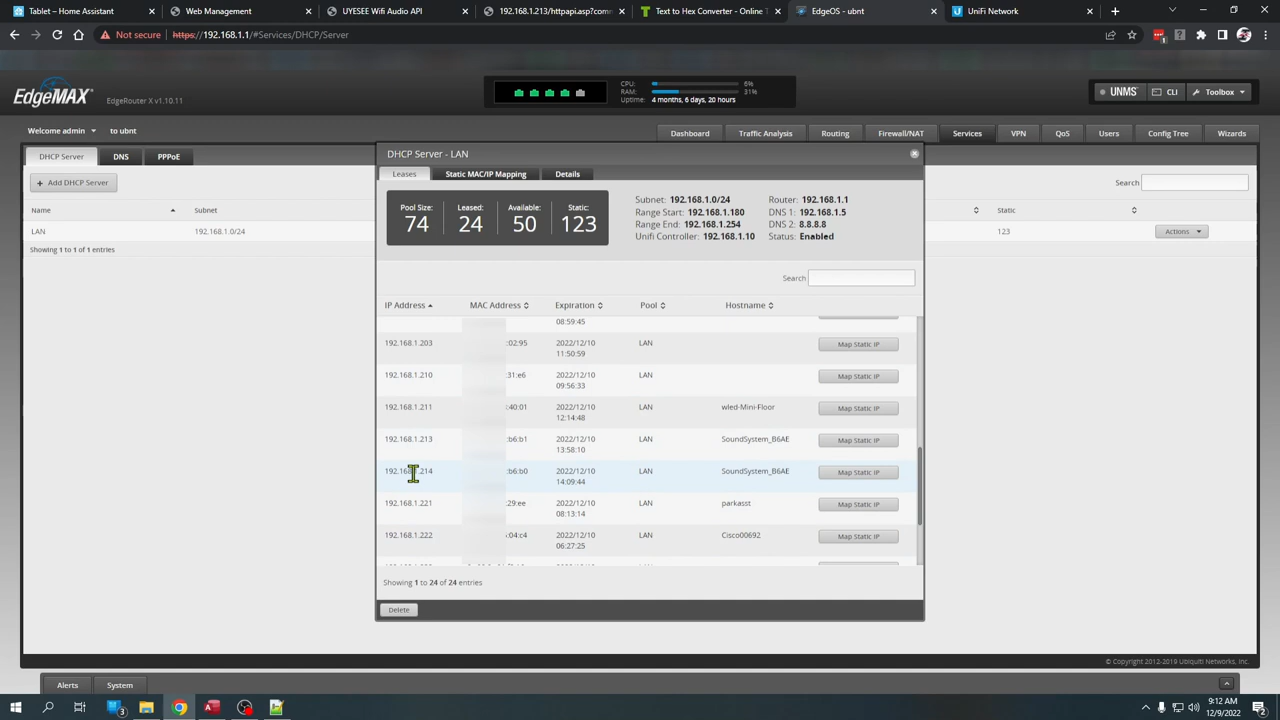 Tablet – Home Assistant
Web Management
UYESEE Wifi Audio API
192.168.1.213/httpapi.asp?comm
Text to Hex Converter - Online T
EdgeOS - ubnt
UniFi Network
Not secure https://192.168.1.1/#Services/DHCP/Server
EdgeMAX EdgeRouter X v1.10.11
CPU: 6%
RAM: 31%
Uptime: 4 months, 6 days, 20 hours
UNMS CLI Toolbox
Welcome admin to ubnt
Dashboard Traffic Analysis Routing Firewall/NAT Services VPN QoS Users Config Tree Wizards
DHCP Server DNS PPPoE
+ Add DHCP Server
Search
Name Subnet Static
LAN 192.168.1.0/24 123 Actions
Showing 1 to 1 of 1 entries
DHCP Server - LAN
Leases Static MAC/IP Mapping Details
Pool Size: 74
Leased: 24
Available: 50
Static: 123
Subnet: 192.168.1.0/24
Range Start: 192.168.1.180
Range End: 192.168.1.254
Unifi Controller: 192.168.1.10
Router: 192.168.1.1
DNS 1: 192.168.1.5
DNS 2: 8.8.8.8
Status: Enabled
Search
IP Address MAC Address Expiration Pool Hostname
08:59:45
192.168.1.203 :02:95 2022/12/10 LAN Map Static IP
11:50:59
192.168.1.210 :31:e6 2022/12/10 LAN Map Static IP
09:56:33
192.168.1.211 :40:01 2022/12/10 LAN wled-Mini-Floor Map Static IP
12:14:48
192.168.1.213 :b6:b1 2022/12/10 LAN SoundSystem_B6AE Map Static IP
13:58:10
192.168.1.214 :b6:b0 2022/12/10 LAN SoundSystem_B6AE Map Static IP
14:09:44
192.168.1.221 :29:ee 2022/12/10 LAN parkasst Map Static IP
08:13:14
192.168.1.222 :04:c4 2022/12/10 LAN Cisco00692 Map Static IP
06:27:25
Showing 1 to 24 of 24 entries
Delete
© Copyright 2012-2019 Ubiquiti Networks, Inc.
Alerts System
9:12 AM
12/9/2022